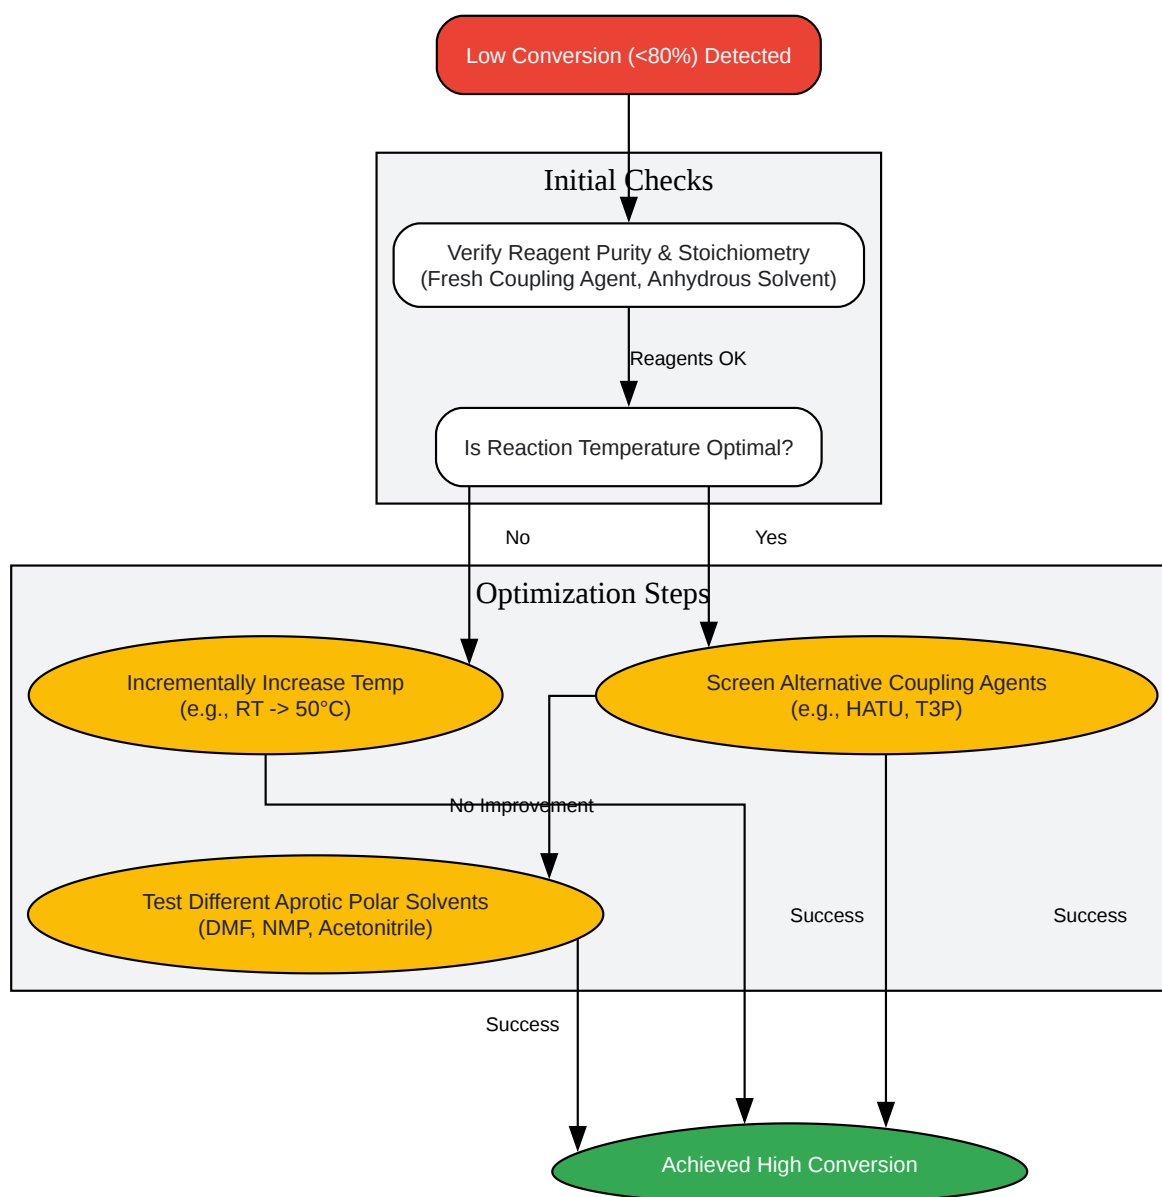 Low Conversion (<80%) Detected
Initial Checks
Verify Reagent Purity & Stoichiometry
(Fresh Coupling Agent, Anhydrous Solvent)
Reagents OK
Is Reaction Temperature Optimal?
No
Yes
Optimization Steps
Incrementally Increase Temp
(e.g., RT -> 50°C)
Screen Alternative Coupling Agents
(e.g., HATU, T3P)
No Improvement
Test Different Aprotic Polar Solvents
(DMF, NMP, Acetonitrile)
Success
Success
Success
Achieved High Conversion